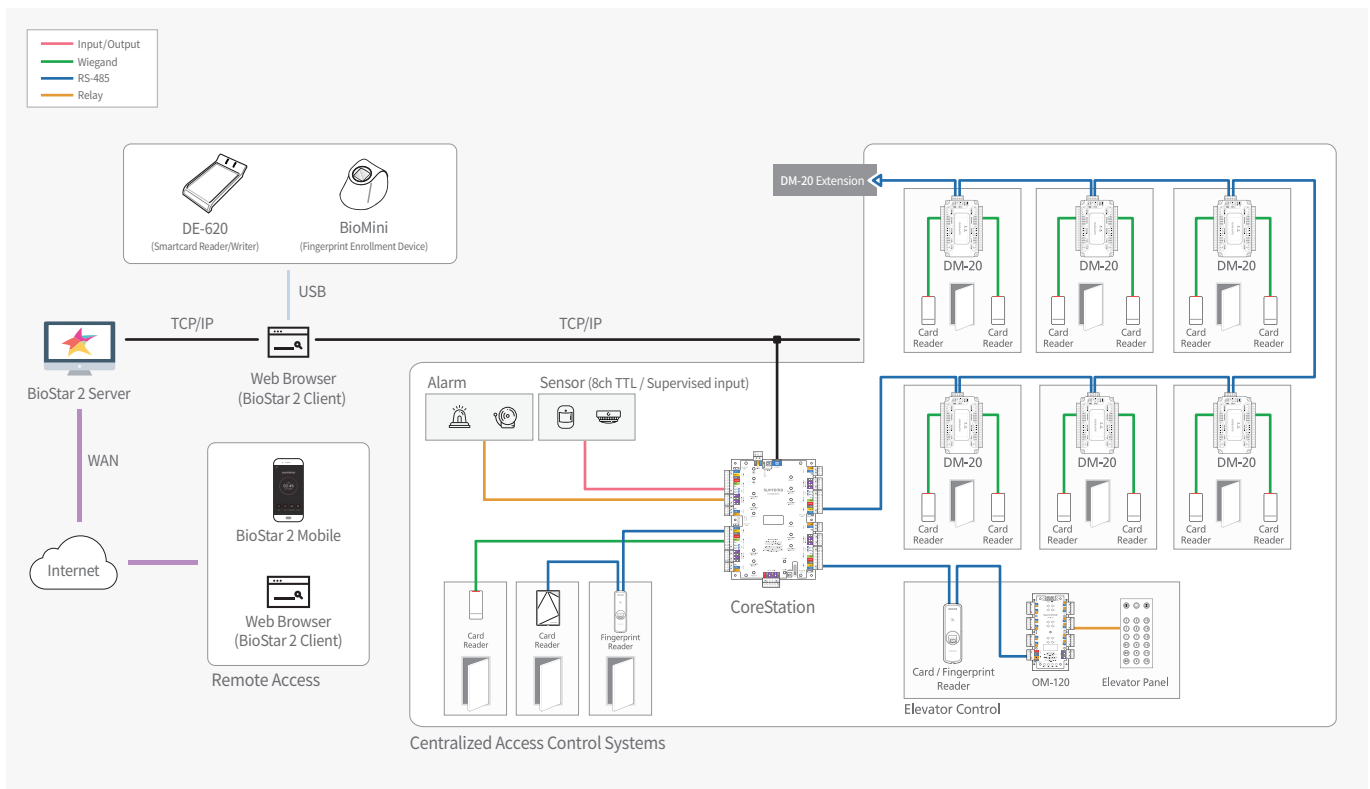 Input/Output
Wiegand
RS-485
Relay
DE-620
(Smartcard Reader/Writer)
BioMini
(Fingerprint Enrollment Device)
USB
TCP/IP
TCP/IP
BioStar 2 Server
Web Browser
(BioStar 2 Client)
WAN
Internet
BioStar 2 Mobile
Web Browser
(BioStar 2 Client)
Remote Access
DM-20 Extension
DM-20
Card
Reader
Card
Reader
DM-20
Card
Reader
Card
Reader
DM-20
Card
Reader
Card
Reader
Alarm
Sensor (8ch TTL / Supervised input)
DM-20
Card
Reader
Card
Reader
DM-20
Card
Reader
Card
Reader
DM-20
Card
Reader
Card
Reader
CoreStation
Card
Reader
Card
Reader
Fingerprint
Reader
Card / Fingerprint
Reader
OM-120
Elevator Panel
Elevator Control
Centralized Access Control Systems